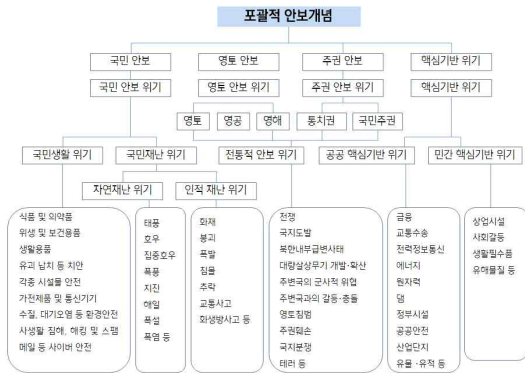 포괄적 안보개념
국민 안보
영토 안보
주권 안보
핵심기반 위기
국민 안보 위기
영토 안보 위기
주권 안보 위기
핵심기반 위기
영토
영공
영해
통치권
국민주권
국민생활 위기
국민재난 위기
전통적 안보 위기
공공 핵심기반 위기
민간 핵심기반 위기
자연재난 위기
인적 재난 위기
식품 및 의약품
위생 및 보건용품
생활용품
유괴 납치 등 치안
각종 시설물 안전
가전제품 및 통신기기
수질, 대기오염 등 환경안전
사생활 침해, 해킹 및 스팸
메일 등 사이버 안전
태풍
호우
집중호우
폭풍
지진
해일
폭설
폭염 등
화재
붕괴
폭발
침몰
추락
교통사고
화생방사고 등
전쟁
국지도발
북한내부급변사태
대량살상무기 개발·확산
주변국의 군사적 위협
주변국과의 갈등·충돌
영토침범
주권훼손
국지분쟁
테러 등
금융
교통수송
전력정보통신
에너지
원자력
댐
정부시설
공공안전
산업단지
유물·유적 등
상업시설
사회갈등
생활필수품
유해물질 등